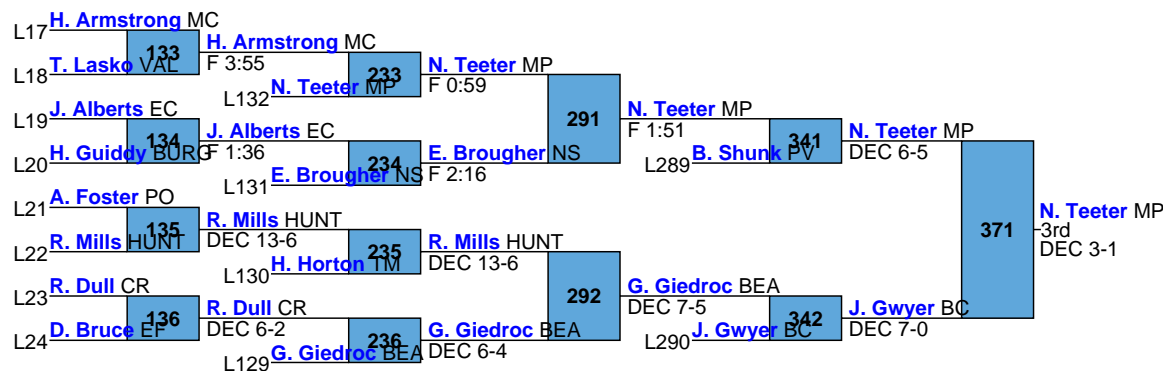 L17 H. Armstrong MC
133
L18 T. Lasko VAL
H. Armstrong MC
F 3:55
233
L132 N. Teeter MP
N. Teeter MP
F 0:59
L19 J. Alberts EC
134
L20 H. Guiddy BURG
J. Alberts EC
F 1:36
234
L131 E. Brougher NS
E. Brougher NS
F 2:16
291
N. Teeter MP
F 1:51
341
L289 B. Shunk PV
N. Teeter MP
DEC 6-5
L21 A. Foster PO
135
L22 R. Mills HUNT
R. Mills HUNT
DEC 13-6
235
L130 H. Horton TM
R. Mills HUNT
DEC 13-6
L23 R. Dull CR
136
L24 D. Bruce EF
R. Dull CR
DEC 6-2
236
L129 G. Giedroc BEA
G. Giedroc BEA
DEC 6-4
292
G. Giedroc BEA
DEC 7-5
342
L290 J. Gwyer BC
J. Gwyer BC
DEC 7-0
371
N. Teeter MP
3rd
DEC 3-1